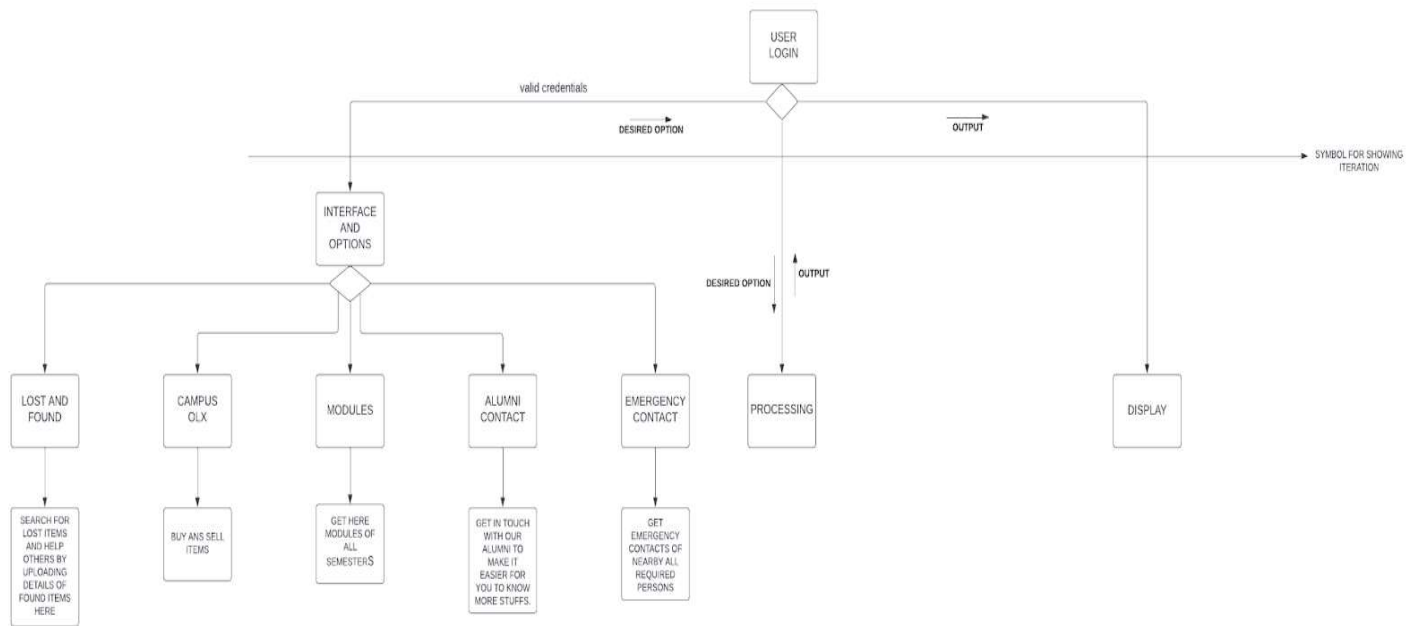 USER
LOGIN
valid credentials
DESIRED OPTION
OUTPUT
SYMBOL FOR SHOWING
ITERATION
INTERFACE
AND
OPTIONS
DESIRED OPTION
OUTPUT
LOST AND
FOUND
CAMPUS
OLX
MODULES
ALUMNI
CONTACT
EMERGENCY
CONTACT
PROCESSING
DISPLAY
SEARCH FOR
LOST ITEMS
AND HELP
OTHERS BY
UPLOADING
DETAILS OF
FOUND ITEMS
HERE
BUY ANS SELL
ITEMS
GET HERE
MODULES OF
ALL
SEMESTERS
GET IN TOUCH
WITH OUR
ALUMNI TO
MAKE IT
EASIER FOR
YOU TO KNOW
MORE STUFFS.
GET
EMERGENCY
CONTACTS OF
NEARBY ALL
REQUIRED
PERSONS